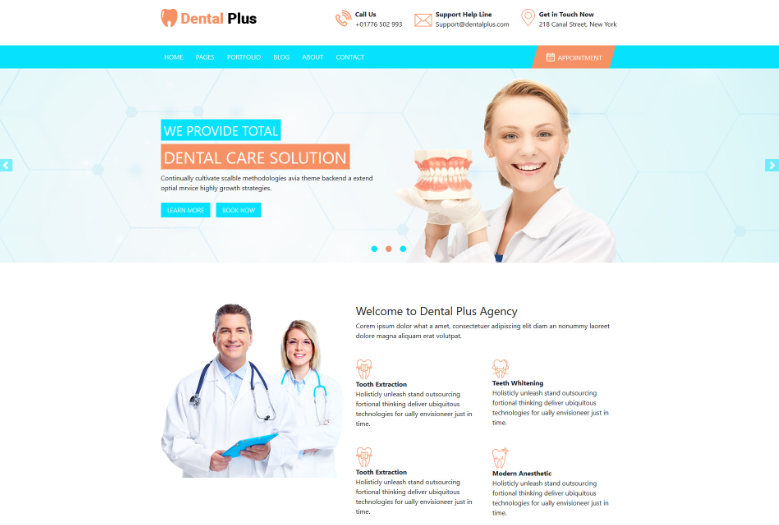 Dental Plus
Call Us
+01776 502 993
Support Help Line
Support@dentalplus.com
Get in Touch Now
218 Canal Street, New York
HOME PAGES PORTFOLIO BLOG ABOUT CONTACT
APPOINTMENT
WE PROVIDE TOTAL
DENTAL CARE SOLUTION
Continually cultivate scalble methodologies avia theme backend a extend
optial mrvice highly growth strategies.
LEARN MORE BOOK NOW
Welcome to Dental Plus Agency
Corem ipsum dolor what a amet, consectetuer adipiscing elit diam an nonummy laoreet
dolore magna aliquam erat volutpat.
Tooth Extraction
Holisticly unleash stand outsourcing
fortional thinking deliver ubiquitous
technologies for ually envisioneer just in
time.
Teeth Whitening
Holisticly unleash stand outsourcing
fortional thinking deliver ubiquitous
technologies for ually envisioneer just in
time.
Tooth Extraction
Holisticly unleash stand outsourcing
fortional thinking deliver ubiquitous
technologies for ually envisioneer just in
time.
Modern Anesthetic
Holisticly unleash stand outsourcing
fortional thinking deliver ubiquitous
technologies for ually envisioneer just in
time.